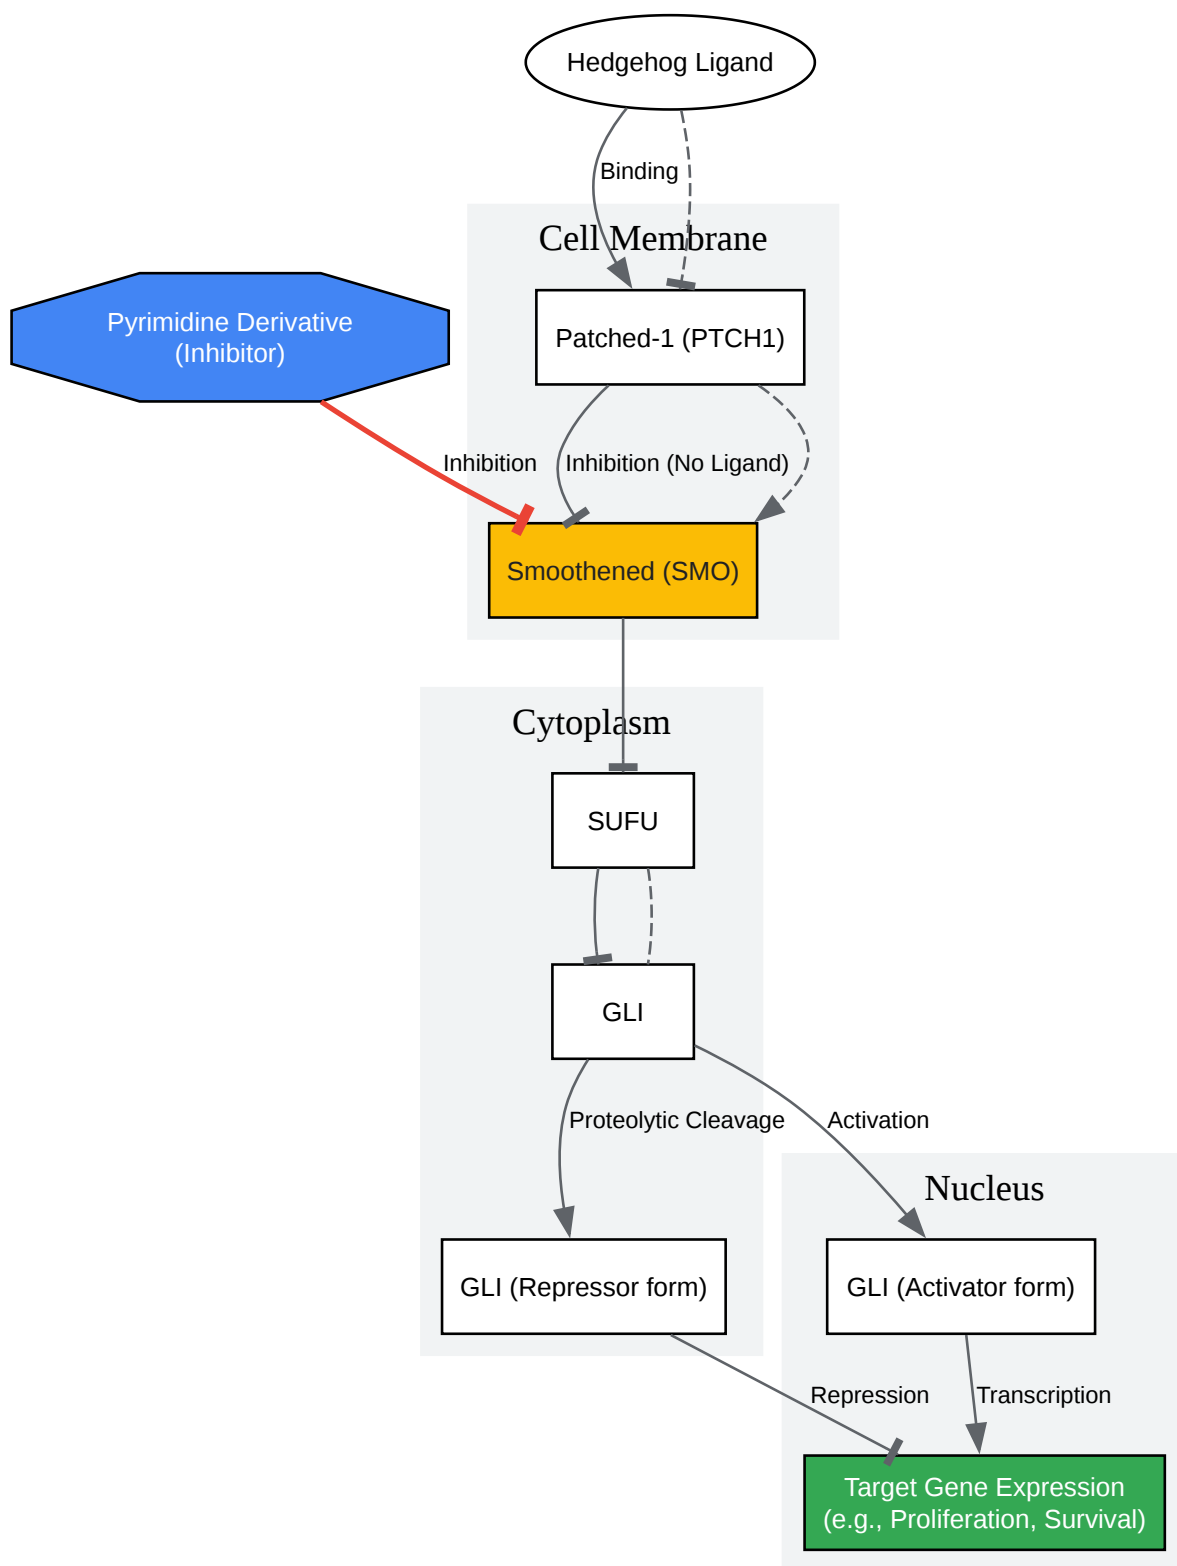 Hedgehog Ligand
Binding
Cell Membrane
Pyrimidine Derivative
(Inhibitor)
Patched-1 (PTCH1)
Inhibition
Inhibition (No Ligand)
Smoothened (SMO)
Cytoplasm
SUFU
GLI
Proteolytic Cleavage
Activation
Nucleus
GLI (Repressor form)
GLI (Activator form)
Repression
Transcription
Target Gene Expression
(e.g., Proliferation, Survival)